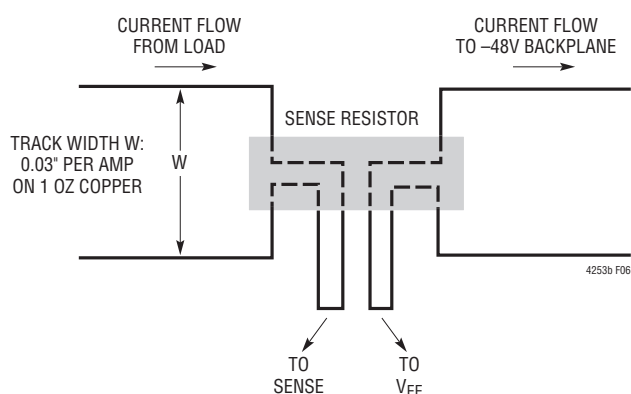 CURRENT FLOW
FROM LOAD
CURRENT FLOW
TO –48V BACKPLANE
SENSE RESISTOR
TRACK WIDTH W:
0.03" PER AMP
ON 1 OZ COPPER
W
4253b F06
TO
SENSE
TO
VEE